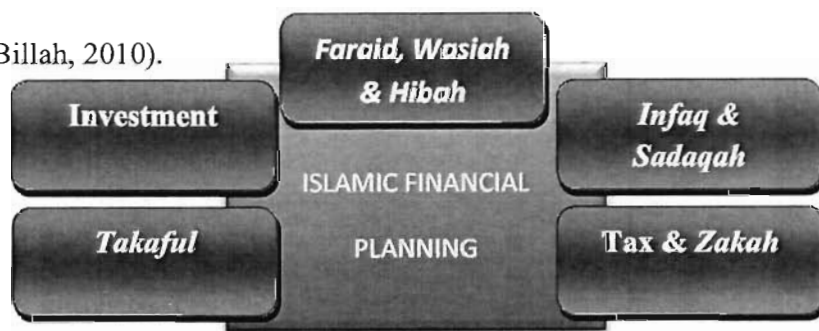 Billah, 2010).
Faraid, Wasiah
& Hibah
Investment
Infaq &
Sadaqah
ISLAMIC FINANCIAL
PLANNING
Takaful
Tax & Zakah